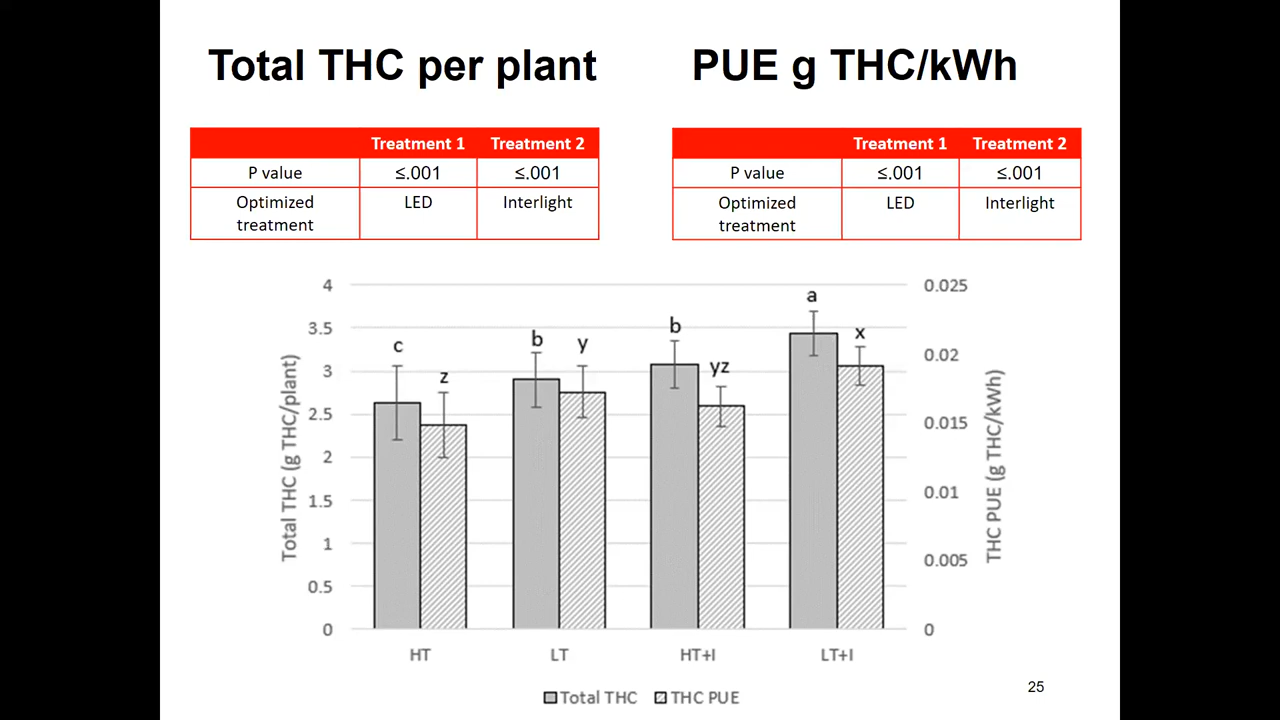 Total THC per plant
PUE g THC/kWh
Treatment 1 Treatment 2
P value ≤.001 ≤.001
Optimized treatment LED Interlight
Treatment 1 Treatment 2
P value ≤.001 ≤.001
Optimized treatment LED Interlight
Total THC (g THC/plant)
4
3.5
3
2.5
2
1.5
1
0.5
0
c
z
b
y
b
yz
a
x
0.025
0.02
0.015
0.01
0.005
0
THC PUE (g THC/kWh)
HT LT HT+I LT+I
Total THC THC PUE
25